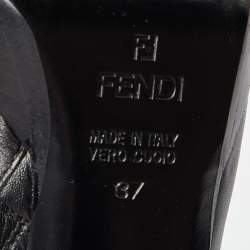 FENDI
MADE IN ITALY
VERO CUOIO
37